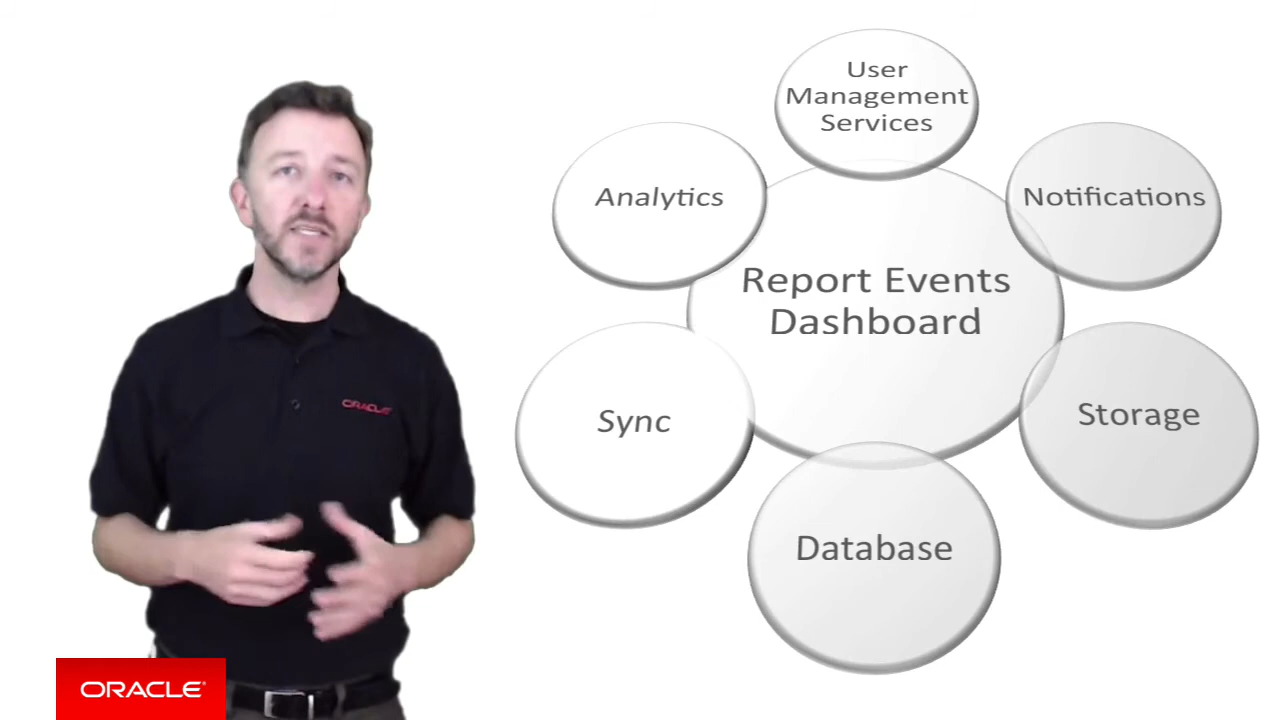 User
Management
Services
Analytics
Notifications
Report Events
Dashboard
Sync
Storage
Database
ORACLE
ORACLE